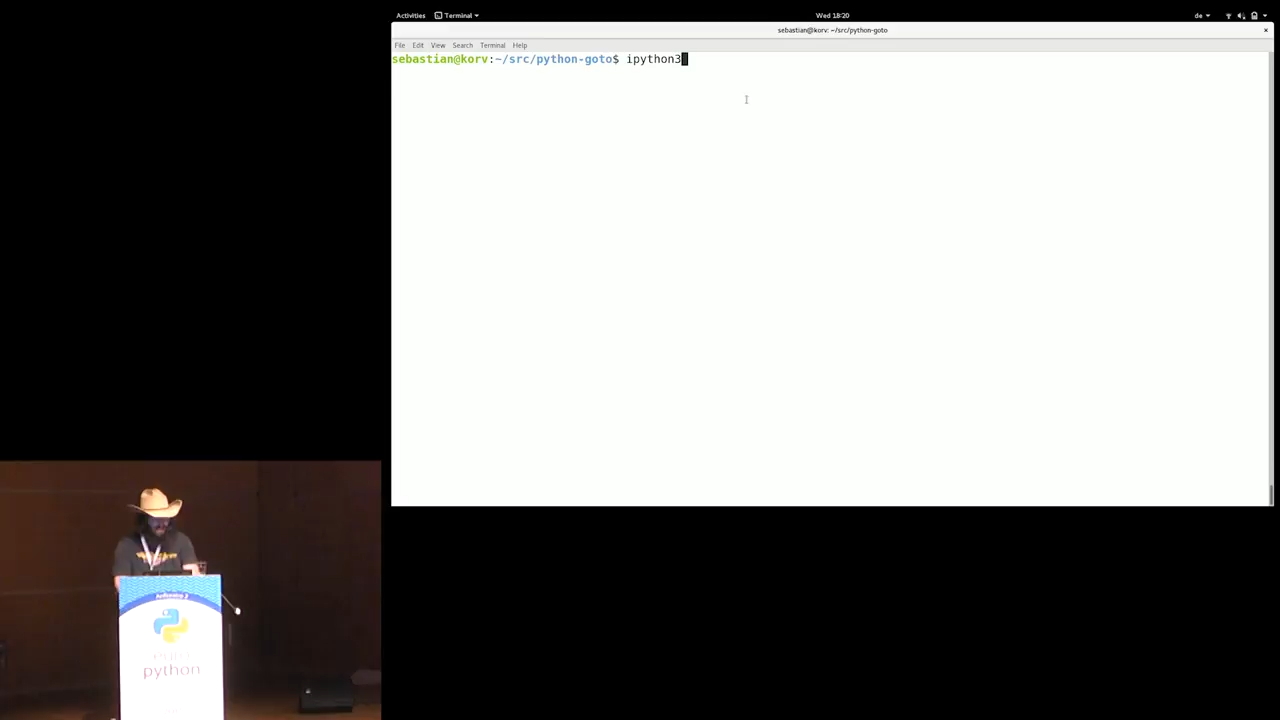 Activities Terminal Wed 18:20 de
sebastian@korv: ~/src/python-goto
File Edit View Search Terminal Help
sebastian@korv:~/src/python-goto$ ipython3
python